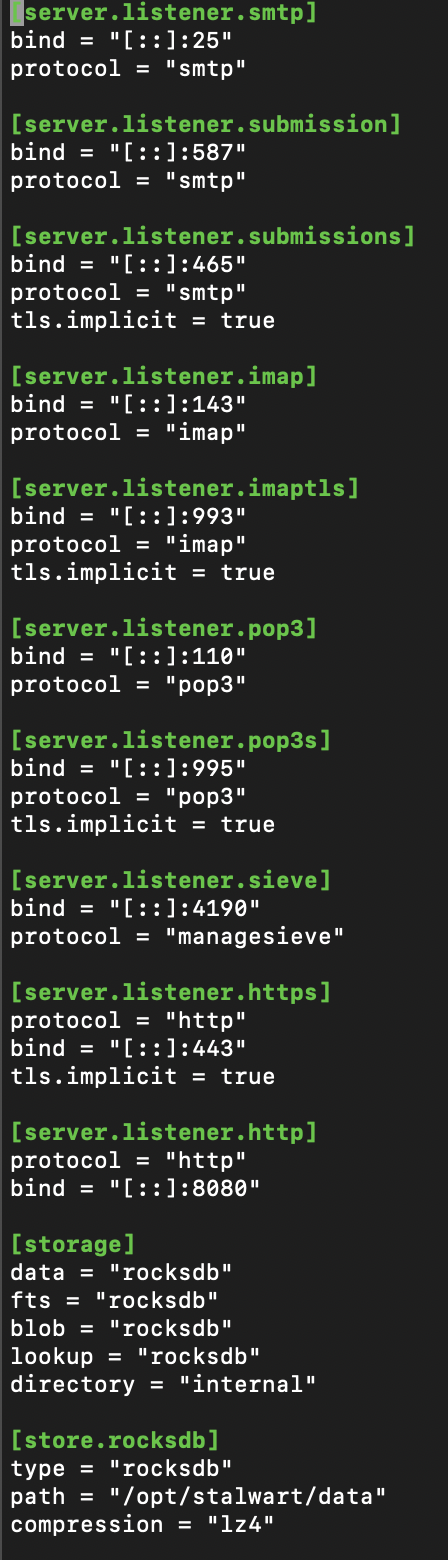 [server.listener.smtp]
bind = "[::]:25"
protocol = "smtp"
[server.listener.submission]
bind = "[::]:587"
protocol = "smtp"
[server.listener.submissions]
bind = "[::]:465"
protocol = "smtp"
tls.implicit = true
[server.listener.imap]
bind = "[::]:143"
protocol = "imap"
[server.listener.imaptls]
bind = "[::]:993"
protocol = "imap"
tls.implicit = true
[server.listener.pop3]
bind = "[::]:110"
protocol = "pop3"
[server.listener.pop3s]
bind = "[::]:995"
protocol = "pop3"
tls.implicit = true
[server.listener.sieve]
bind = "[::]:4190"
protocol = "managesieve"
[server.listener.https]
protocol = "http"
bind = "[::]:443"
tls.implicit = true
[server.listener.http]
protocol = "http"
bind = "[::]:8080"
[storage]
data = "rocksdb"
fts = "rocksdb"
blob = "rocksdb"
lookup = "rocksdb"
directory = "internal"
[store.rocksdb]
type = "rocksdb"
path = "/opt/stalwart/data"
compression = "lz4"